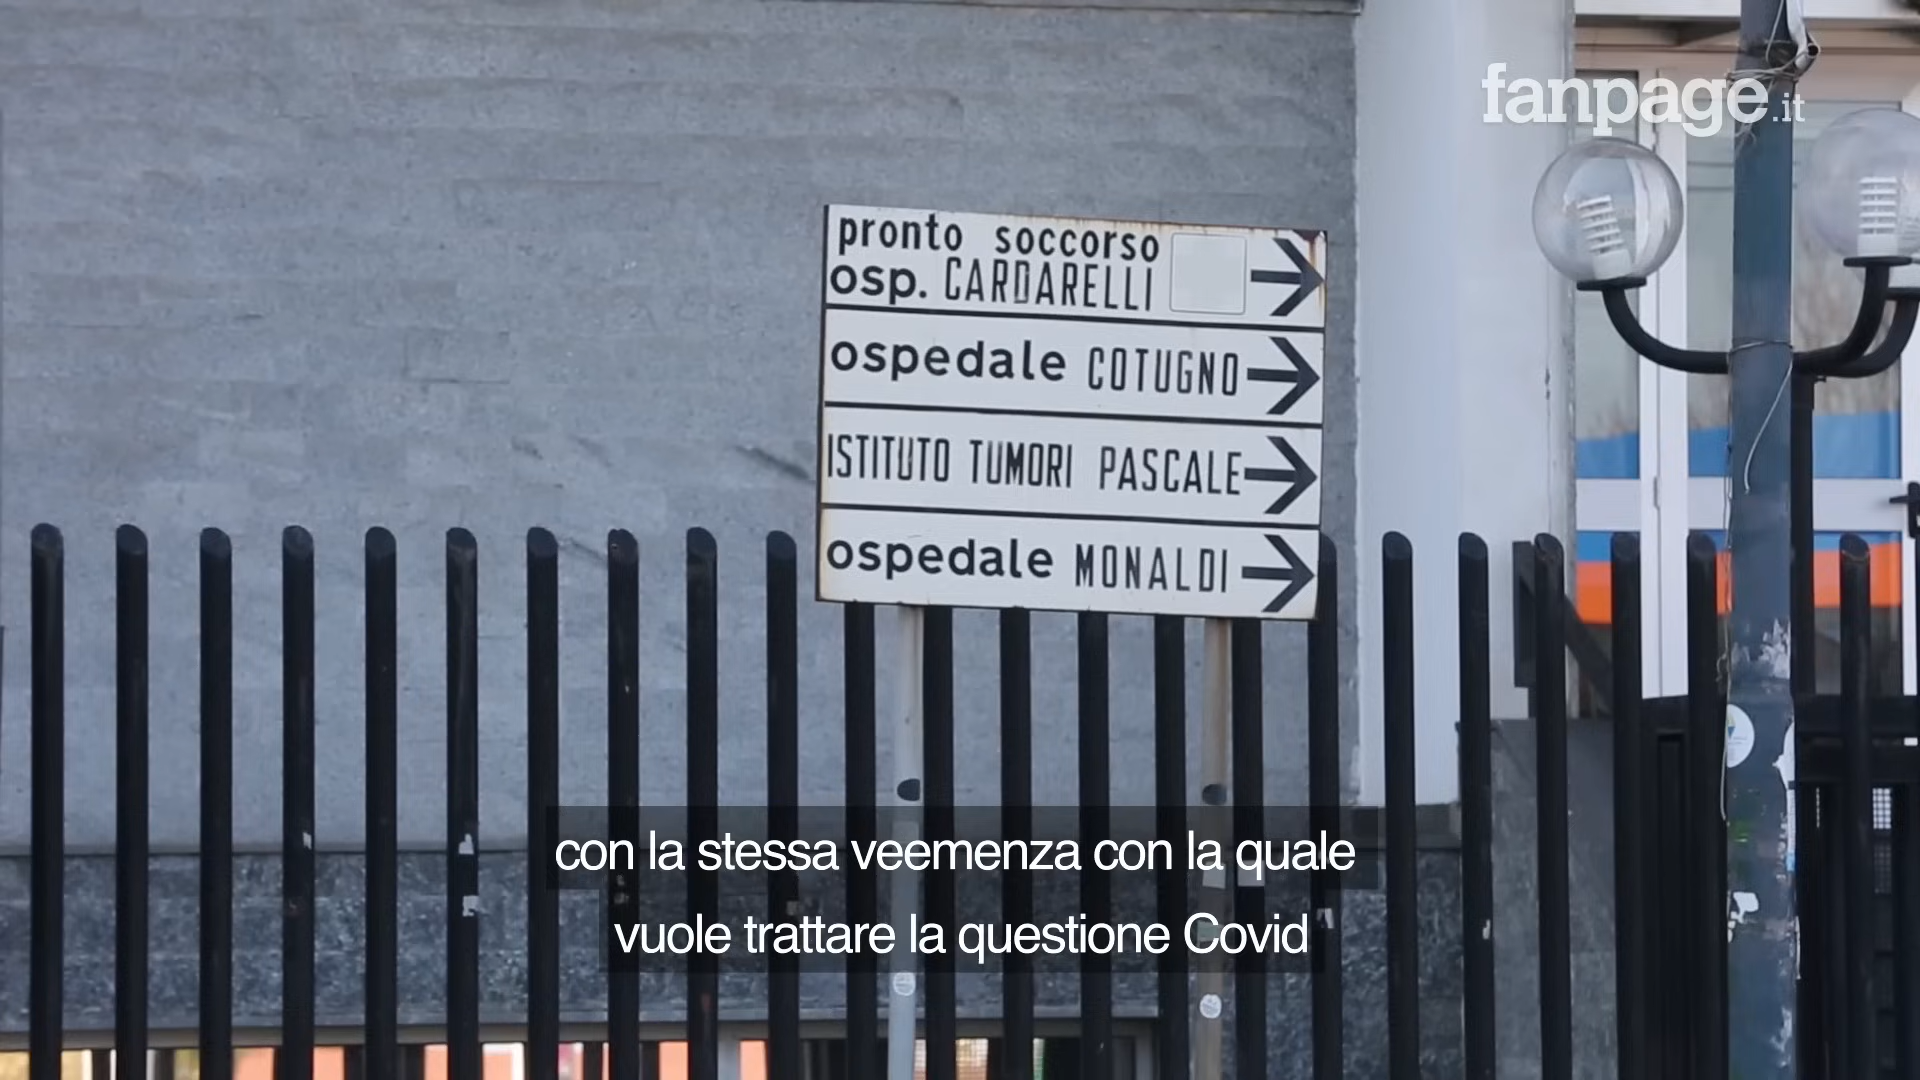 fanpage.it
pronto soccorso
osp. CARDARELLI
ospedale COTUGNO
ISTITUTO TUMORI PASCALE
ospedale MONALDI
con la stessa veemenza con la quale
vuole trattare la questione Covid